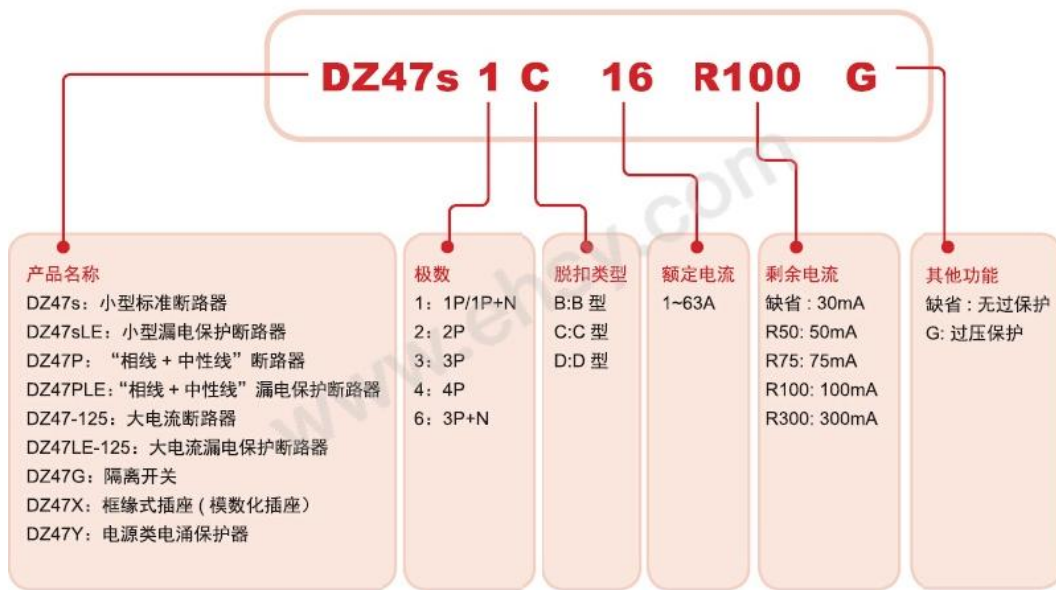 DZ47s 1 C 16 R100 G
产品名称
DZ47s：小型标准断路器
DZ47sLE：小型漏电保护断路器
DZ47P： “相线 + 中性线” 断路器
DZ47PLE：“相线 + 中性线” 漏电保护断路器
DZ47-125：大电流断路器
DZ47LE-125：大电流漏电保护断路器
DZ47G：隔离开关
DZ47X：框缘式插座 ( 模数化插座）
DZ47Y：电源类电涌保护器
极数
1：1P/1P+N
2：2P
3：3P
4：4P
6：3P+N
脱扣类型
B:B 型
C:C 型
D:D 型
额定电流
1~63A
剩余电流
缺省 : 30mA
R50: 50mA
R75: 75mA
R100: 100mA
R300: 300mA
其他功能
缺省 : 无过保护
G: 过压保护
www.ehsy.com